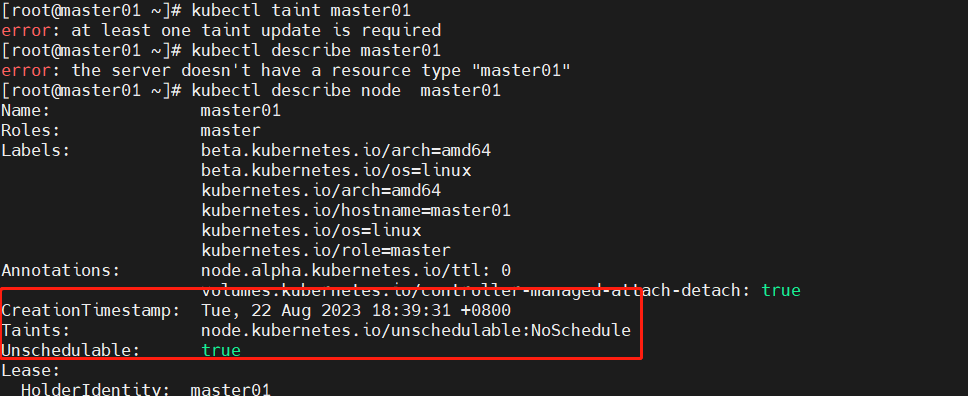 [root@master01 ~]# kubectl taint master01
error: at least one taint update is required
[root@master01 ~]# kubectl describe master01
error: the server doesn't have a resource type "master01"
[root@master01 ~]# kubectl describe node  master01
Name:               master01
Roles:              master
Labels:             beta.kubernetes.io/arch=amd64
                    beta.kubernetes.io/os=linux
                    kubernetes.io/arch=amd64
                    kubernetes.io/hostname=master01
                    kubernetes.io/os=linux
                    kubernetes.io/role=master
Annotations:        node.alpha.kubernetes.io/ttl: 0
                    volumes.kubernetes.io/controller-managed-attach-detach: true
CreationTimestamp:  Tue, 22 Aug 2023 18:39:31 +0800
Taints:             node.kubernetes.io/unschedulable:NoSchedule
Unschedulable:      true
Lease:
  HolderIdentity:  master01